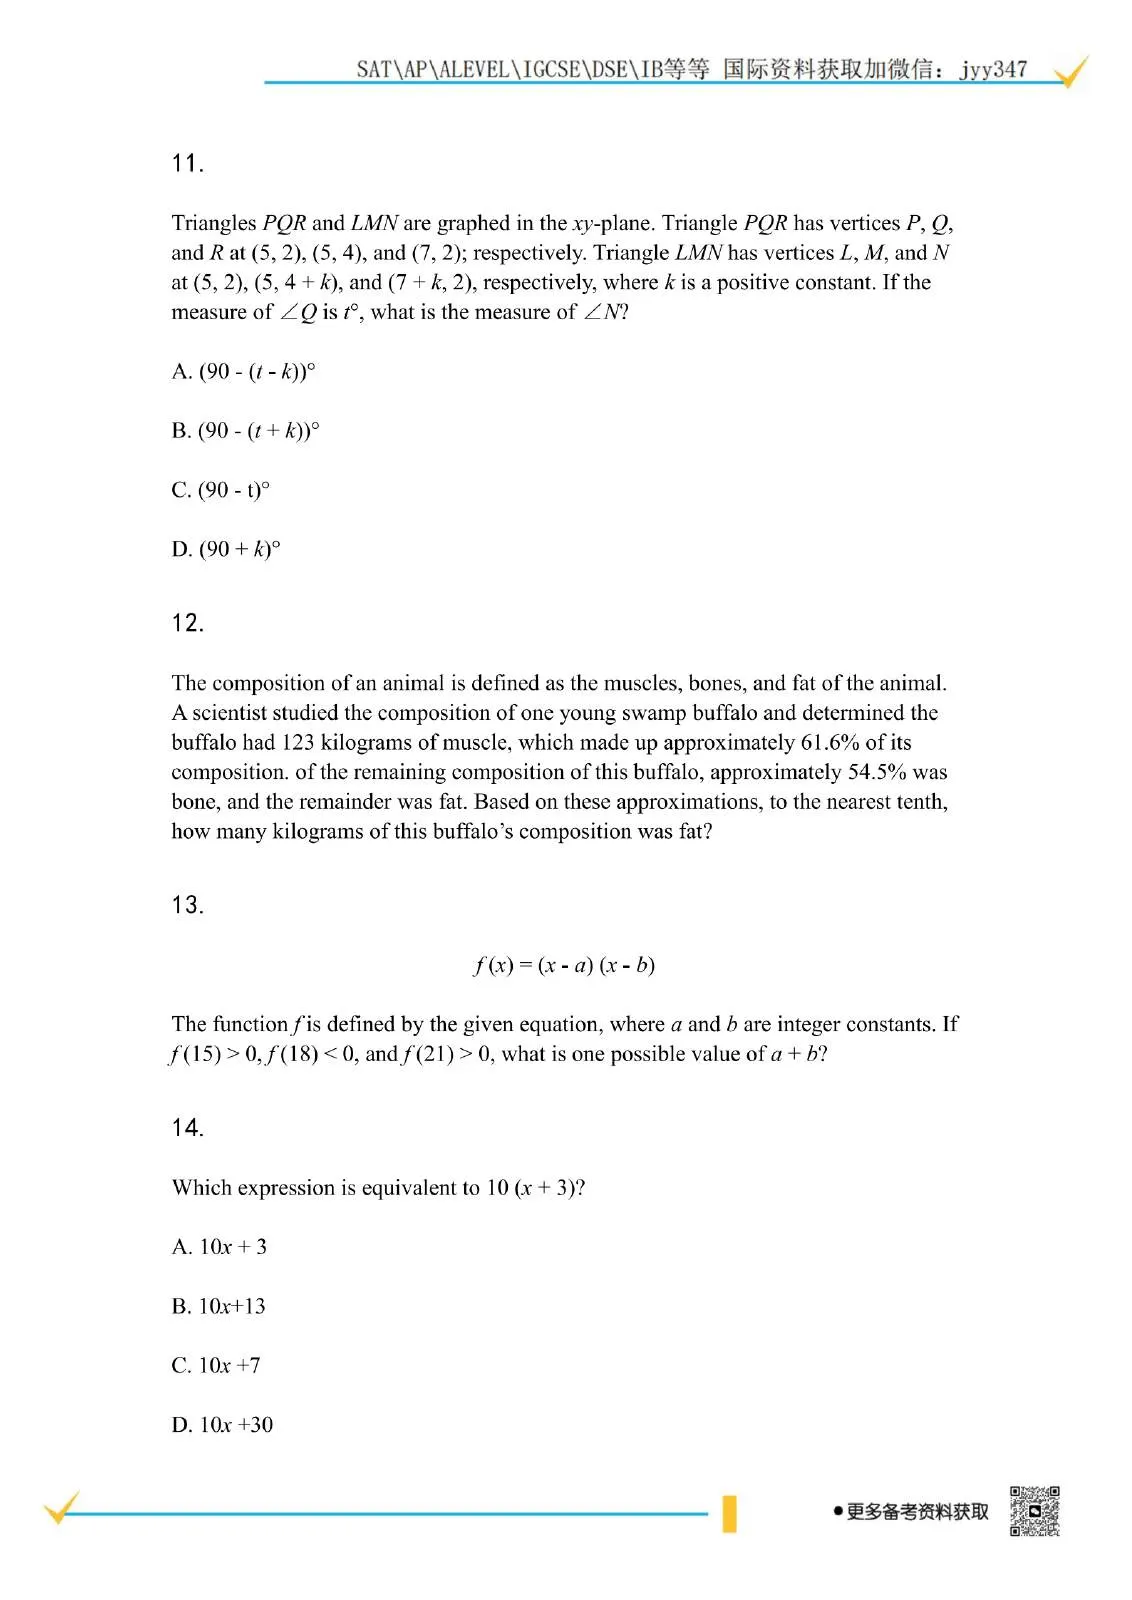 SAT\AP\ALEVEL\IGCSE\DSE\IB等等 国际资料获取加微信：jyy347
11.
Triangles PQR and LMN are graphed in the xy-plane. Triangle PQR has vertices P, Q,
and R at (5, 2), (5, 4), and (7, 2); respectively. Triangle LMN has vertices L, M, and N
at (5, 2), (5, 4 + k), and (7 + k, 2), respectively, where k is a positive constant. If the
measure of ∠Q is t°, what is the measure of ∠N?
A. (90 - (t - k))°
B. (90 - (t + k))°
C. (90 - t)°
D. (90 + k)°
12.
The composition of an animal is defined as the muscles, bones, and fat of the animal.
A scientist studied the composition of one young swamp buffalo and determined the
buffalo had 123 kilograms of muscle, which made up approximately 61.6% of its
composition. of the remaining composition of this buffalo, approximately 54.5% was
bone, and the remainder was fat. Based on these approximations, to the nearest tenth,
how many kilograms of this buffalo’s composition was fat?
13.
f (x) = (x - a) (x - b)
The function f is defined by the given equation, where a and b are integer constants. If
f (15) > 0, f (18) < 0, and f (21) > 0, what is one possible value of a + b?
14.
Which expression is equivalent to 10 (x + 3)?
A. 10x + 3
B. 10x+13
C. 10x +7
D. 10x +30
●更多备考资料获取